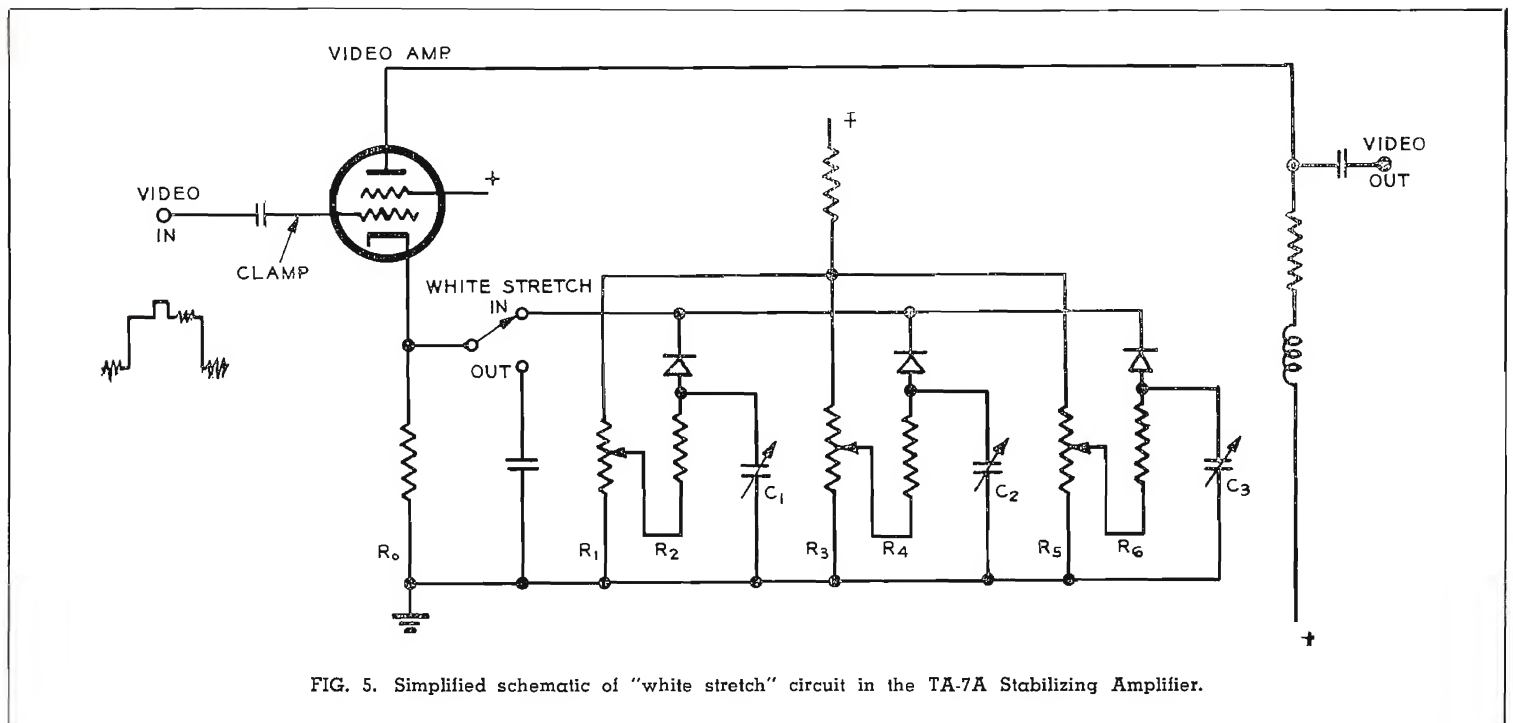 VIDEO AMP.
+
+
VIDEO
OUT
VIDEO
IN
CLAMP
WHITE STRETCH
IN
OUT
C1
C2
C3
R0
R1
R2
R3
R4
R5
R6
+
FIG. 5. Simplified schematic of "white stretch" circuit in the TA-7A Stabilizing Amplifier.